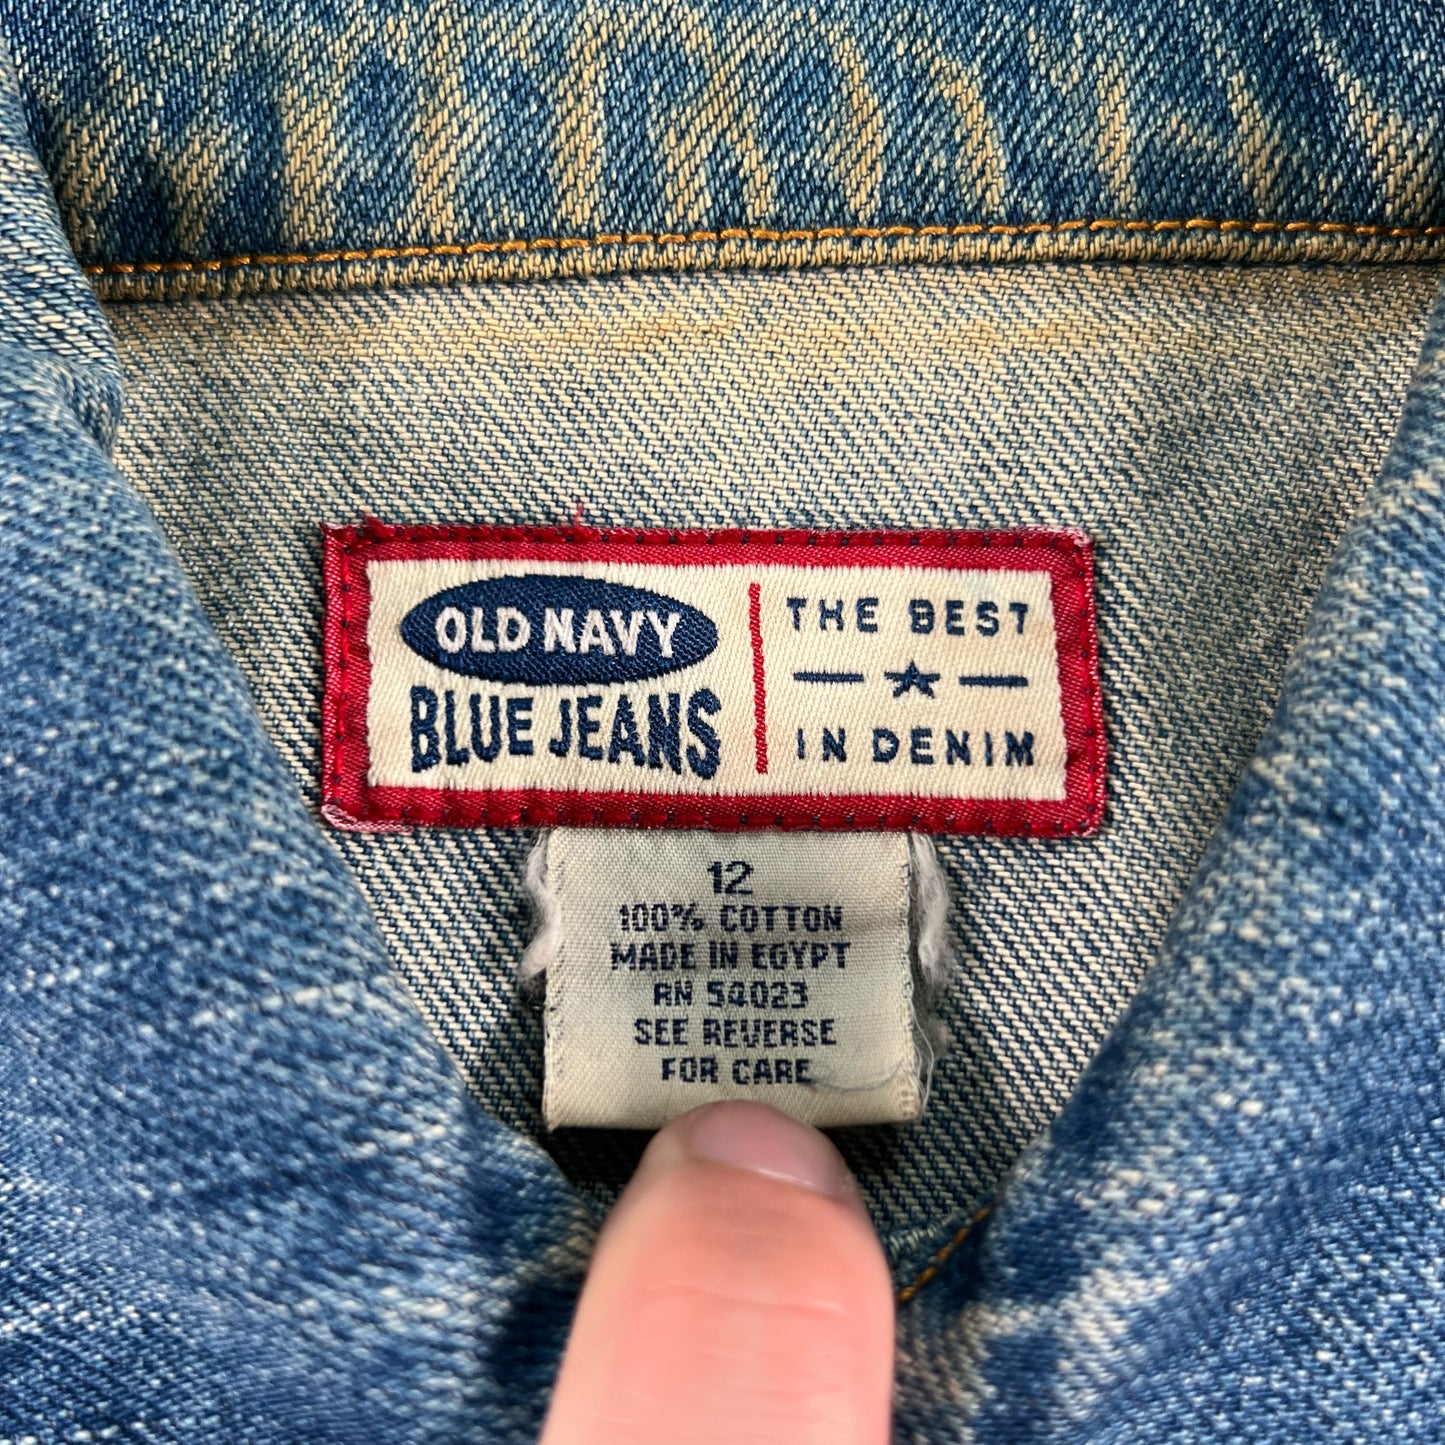 OLD NAVY
BLUE JEANS
THE BEST
IN DENIM
12
100% COTTON
MADE IN EGYPT
RN 54023
SEE REVERSE
FOR CARE